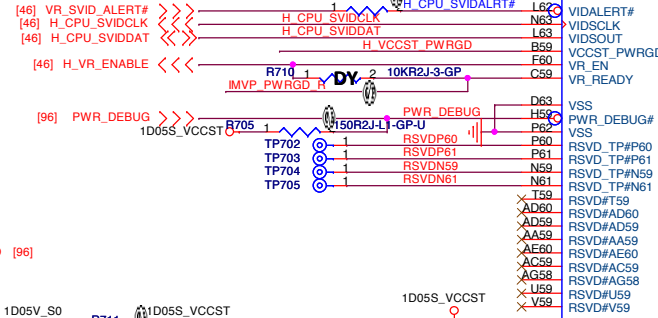 H_CPU_SVIDALRT# L62
[46] VR_SVID_ALERT# 1 VIDALERT#
[46] H_CPU_SVIDCLK H_CPU_SVIDCLK N63 VIDSCLK
[46] H_CPU_SVIDDAT H_CPU_SVIDDAT L63 VIDSOUT
H_VCCST_PWRGD B59 VCCST_PWRGD
[46] H_VR_ENABLE F60 VR_EN
R710 1 DY 2 10KR2J-3-GP C59 VR_READY
IMVP_PWRGD_R
D63 VSS
[96] PWR_DEBUG PWR_DEBUG H59 PWR_DEBUG#
1D05S_VCCST R705 1 150R2J-L1-GP-U P62 VSS
TP702 1 RSVDP60 P60 RSVD_TP#P60
TP703 1 RSVDP61 P61 RSVD_TP#P61
TP704 1 RSVDN59 N59 RSVD_TP#N59
TP705 1 RSVDN61 N61 RSVD_TP#N61
T59 RSVD#T59
AD60 RSVD#AD60
AD59 RSVD#AD59
AA59 RSVD#AA59
[96] AE60 RSVD#AE60
AC59 RSVD#AC59
AG58 RSVD#AG58
U59 RSVD#U59
1D05S_VCCST V59 RSVD#V59
1D05V_S0 R711 1D05S_VCCST